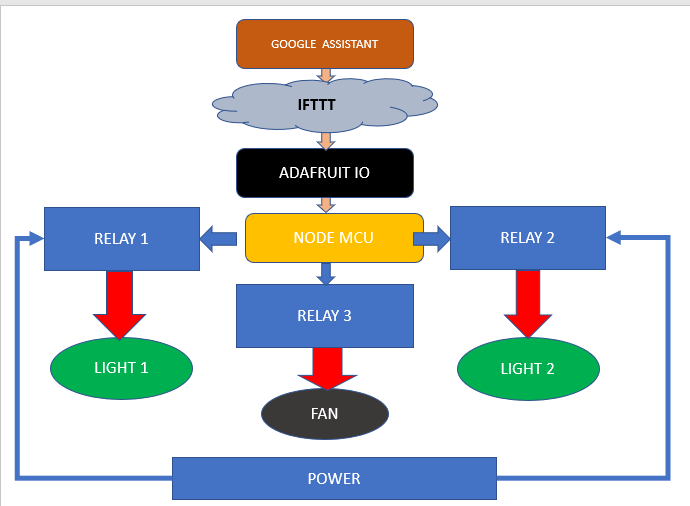 GOOGLE ASSISTANT
IFTTT
ADAFRUIT IO
RELAY 1
NODE MCU
RELAY 2
RELAY 3
LIGHT 1
LIGHT 2
FAN
POWER